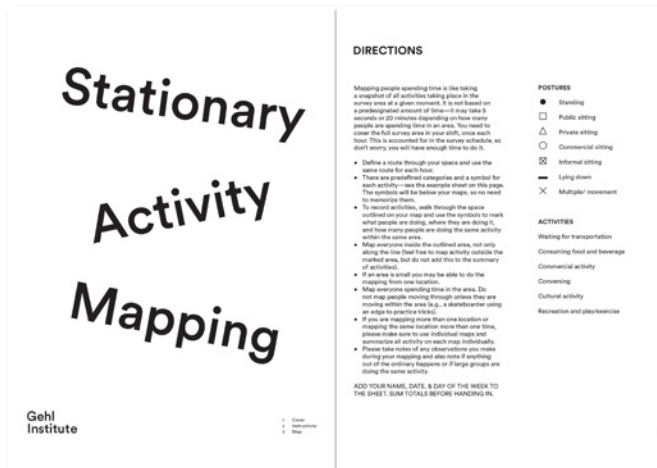 Stationary
Activity
Mapping
Gehl
Institute
1 Cover
2 Instructions
3 Map
DIRECTIONS
Mapping people spending time is like taking
a snapshot of all activities taking place in the
survey area at a given moment. It is not based on
a predesignated amount of time—it may take 5
seconds or 20 minutes depending on how many
people are spending time in an area. You need to
cover the full survey area in your shift, once each
hour. This is accounted for in the survey schedule, so
don't worry, you will have enough time to do it.
• Define a route through your space and use the
same route for each hour.
• There are predefined categories and a symbol for
each activity—see the example sheet on this page.
The symbols will be below your maps, so no need
to memorize them.
• To record activities, walk through the space
outlined on your map and use the symbols to mark
what people are doing, where they are doing it,
and how many people are doing the same activity
within the same area.
• Map everyone inside the outlined area, not only
along the line (feel free to map activity outside the
marked area, but do not add this to the summary
of activities).
• If an area is small you may be able to do the
mapping from one location.
• Map everyone spending time in the area. Do
not map people moving through unless they are
moving within the area (e.g., a skateboarder using
an edge to practice tricks).
• If you are mapping more than one location or
mapping the same location more than one time,
please make sure to use individual maps and
summarize all activity on each map individually.
• Please take notes of any observations you make
during your mapping and also note if anything
out of the ordinary happens or if large groups are
doing the same activity.
ADD YOUR NAME, DATE, & DAY OF THE WEEK TO
THE SHEET. SUM TOTALS BEFORE HANDING IN.
POSTURES
Standing
Public sitting
Private sitting
Commercial sitting
Informal sitting
Lying down
Multiple/ movement
ACTIVITIES
Waiting for transportation
Consuming food and beverage
Commercial activity
Conversing
Cultural activity
Recreation and play/exercise